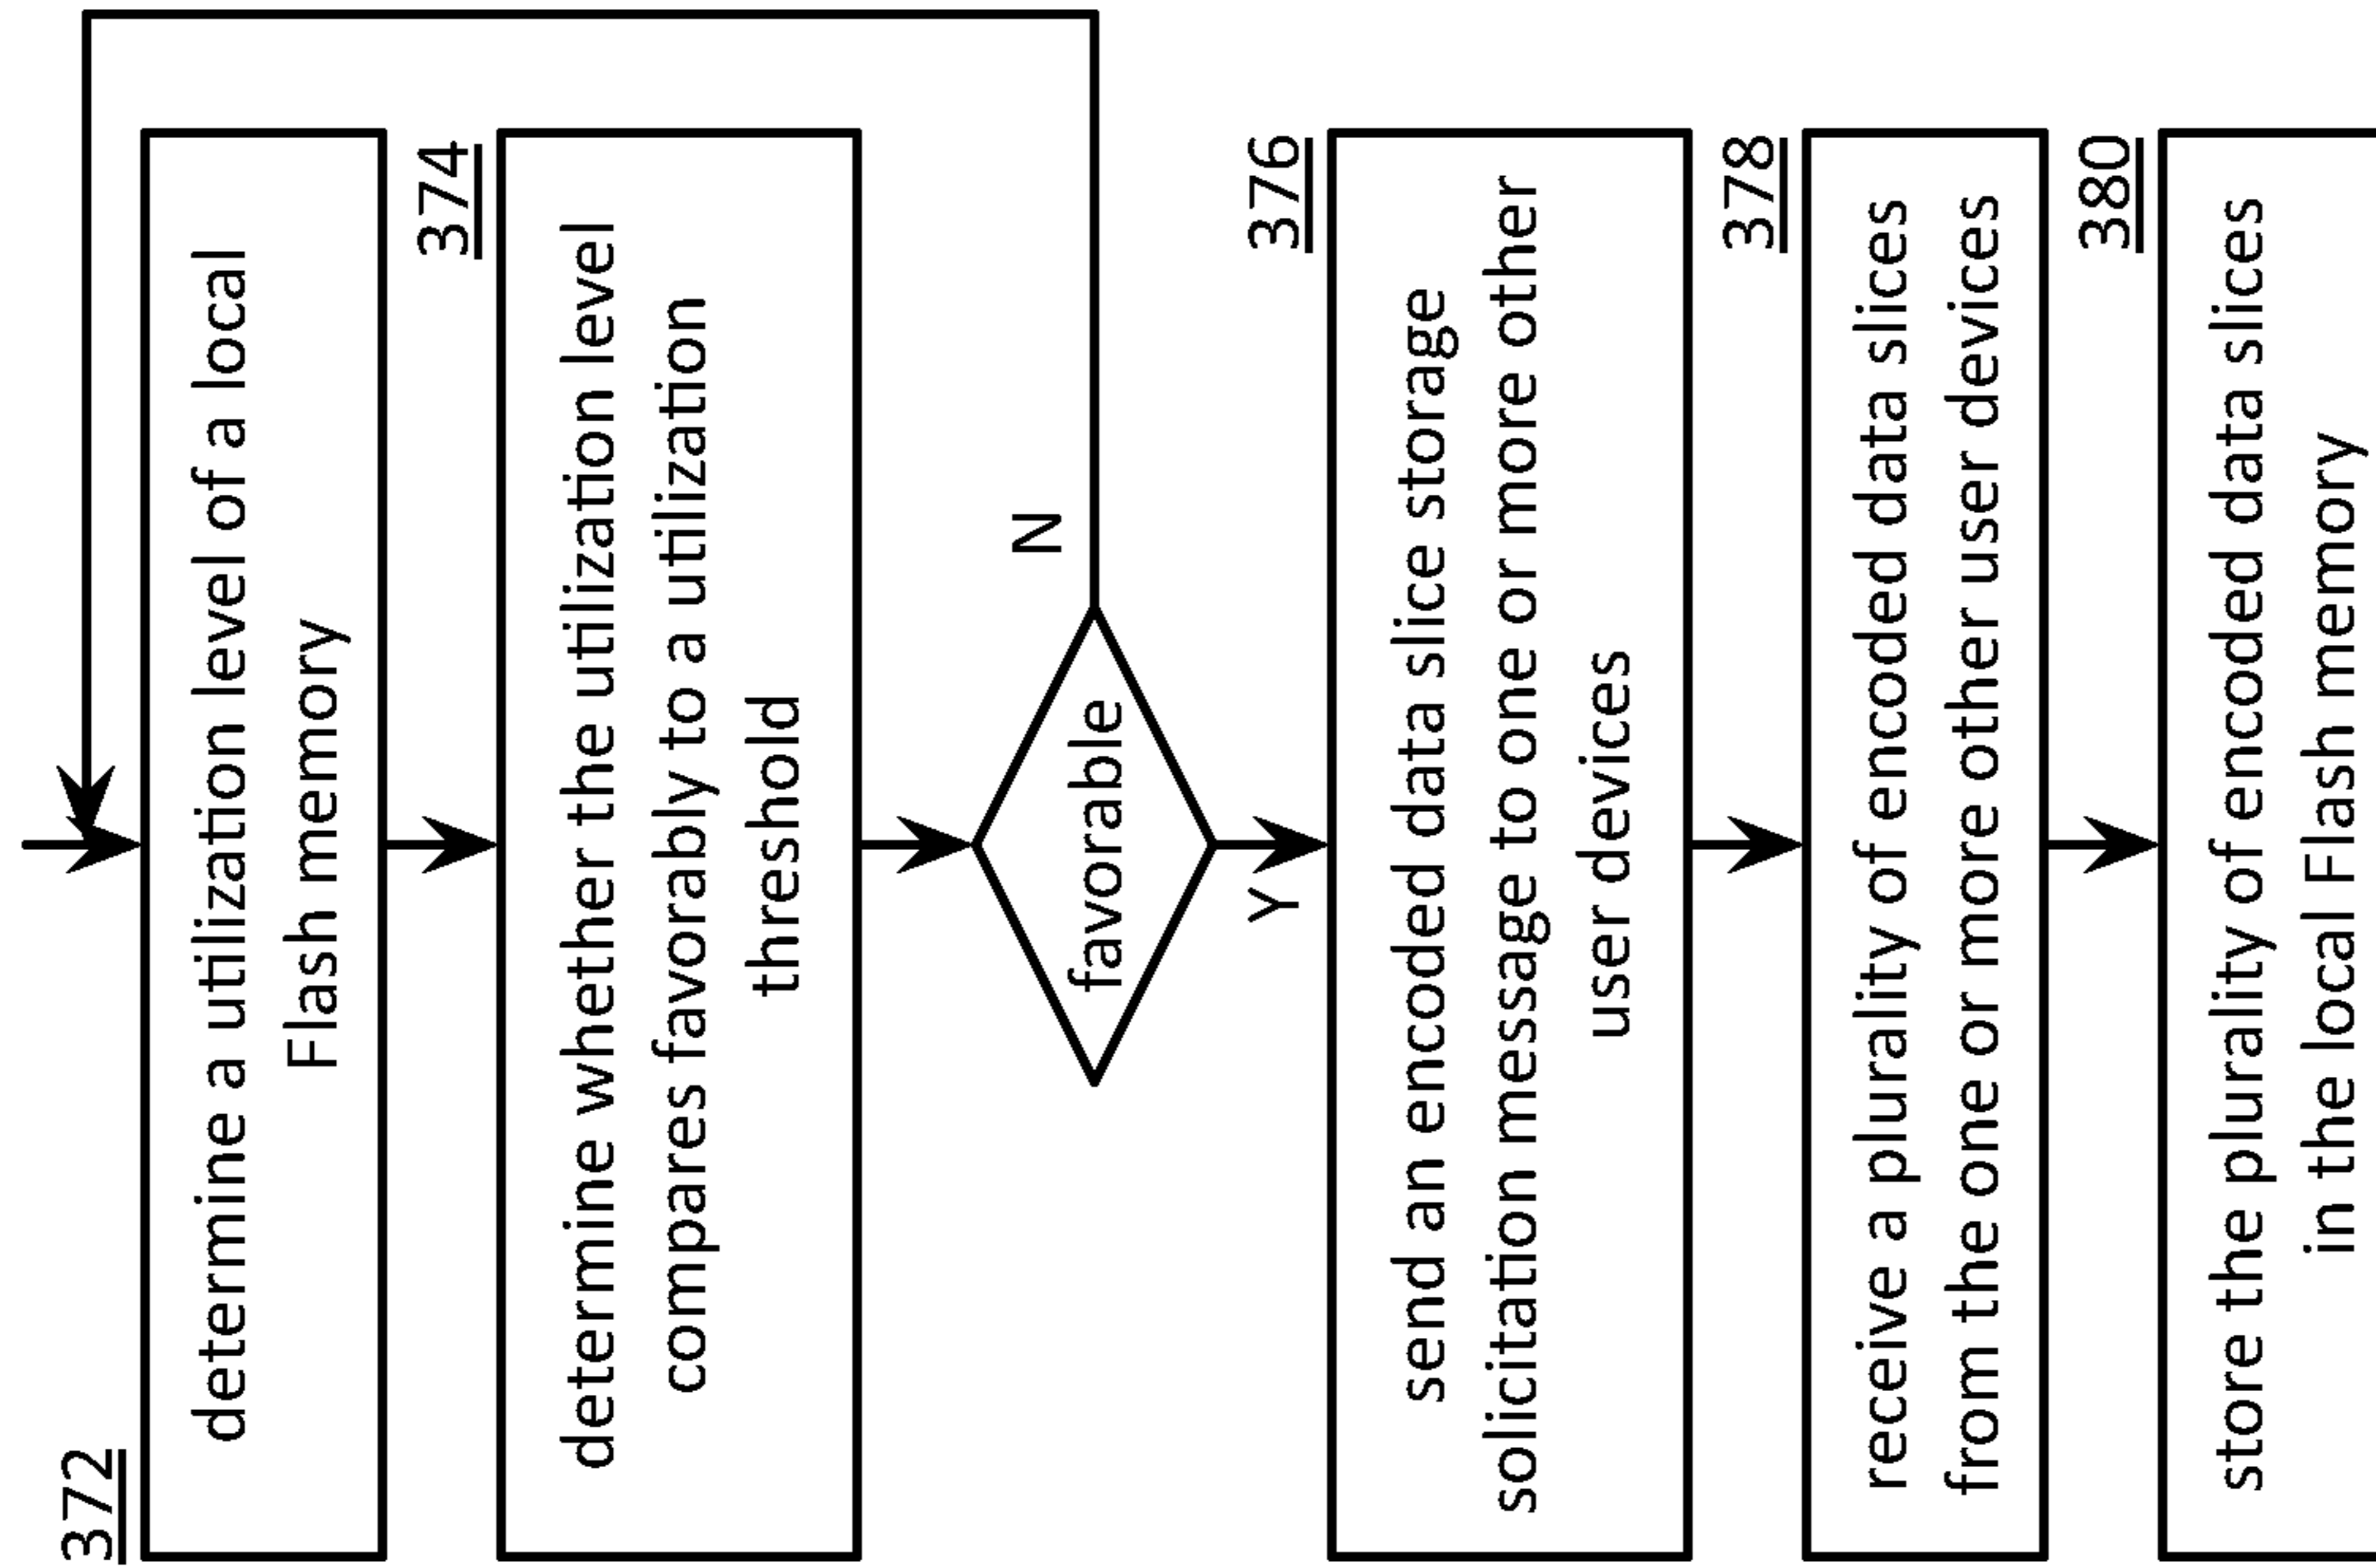 372
determine a utilization level of a local
Flash memory
374
determine whether the utilization level
compares favorably to a utilization
threshold
favorable
N
Y
376
send an encoded data slice storage
solicitation message to one or more other
user devices
378
receive a plurality of encoded data slices
from the one or more other user devices
380
store the plurality of encoded data slices
in the local Flash memory